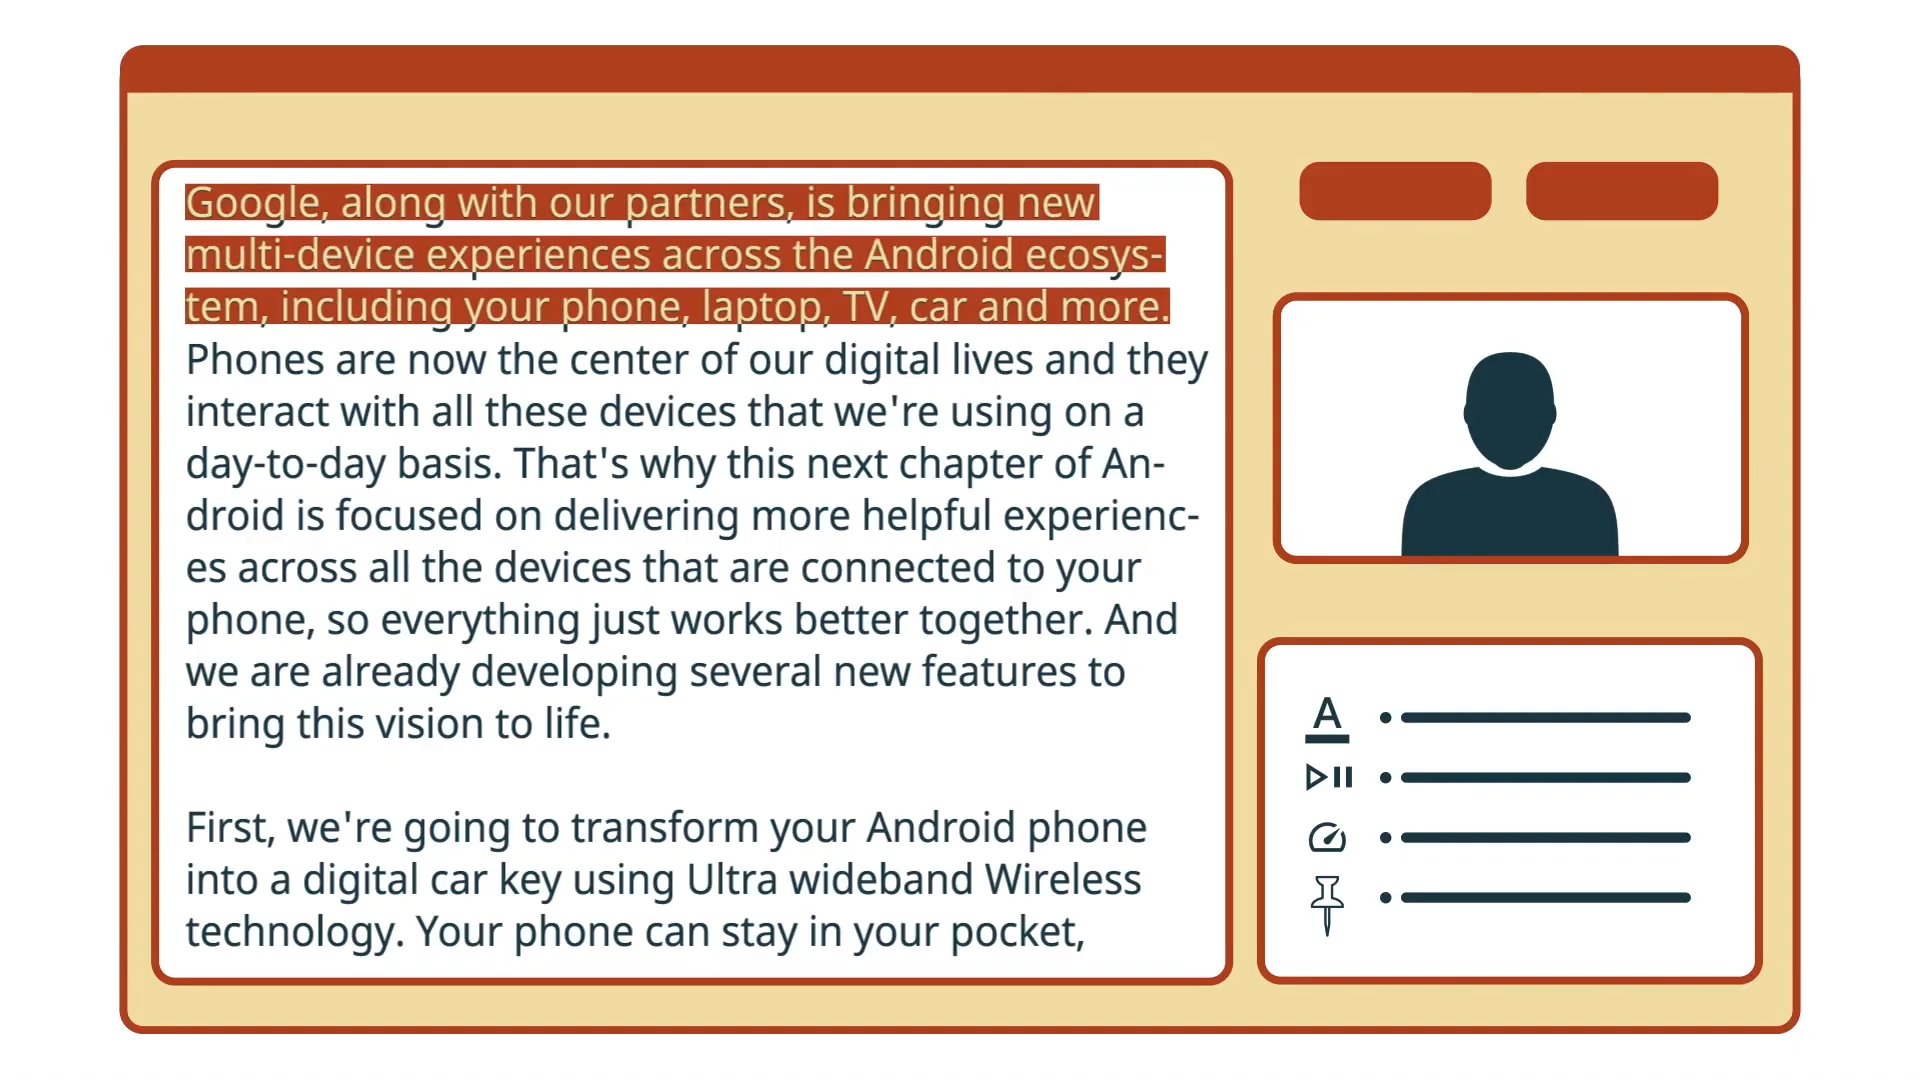 Google, along with our partners, is bringing new
multi-device experiences across the Android ecosys-
tem, including your phone, laptop, TV, car and more.
Phones are now the center of our digital lives and they
interact with all these devices that we're using on a
day-to-day basis. That's why this next chapter of An-
droid is focused on delivering more helpful experienc-
es across all the devices that are connected to your
phone, so everything just works better together. And
we are already developing several new features to
bring this vision to life.
First, we're going to transform your Android phone
into a digital car key using Ultra wideband Wireless
technology. Your phone can stay in your pocket,
A